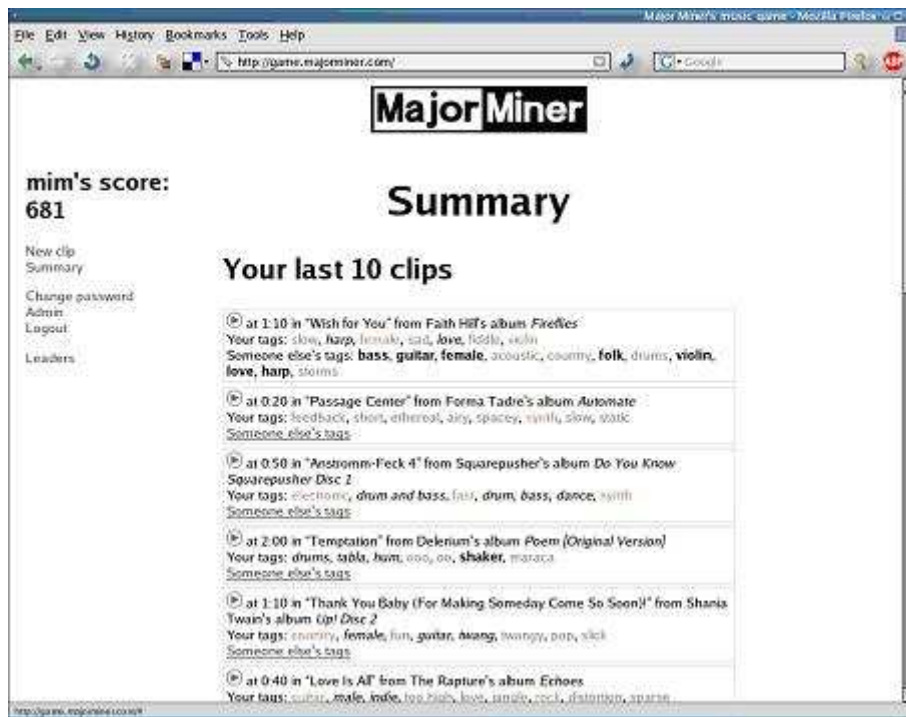 Major Miner's music game - Mozilla Firefox
File Edit View History Bookmarks Tools Help
http://game.majorminer.com/
Google
ABP
Major Miner
mim's score:
681
New clip
Summary
Change password
Admin
Logout
Leaders
Summary
Your last 10 clips
at 1:10 in "Wish for You" from Faith Hill's album Fireflies
Your tags: slow, harp, female, sad, love, fiddle, violin
Someone else's tags: bass, guitar, female, acoustic, country, folk, drums, violin,
love, harp, storms
at 0:20 in "Passage Center" from Forma Tadre's album Automate
Your tags: feedback, short, ethereal, airy, spacey, synth, slow, static
Someone else's tags
at 0:50 in "Anstromm-Feck 4" from Squarepusher's album Do You Know
Squarepusher Disc 1
Your tags: electronic, drum and bass, fast, drum, bass, dance, synth
Someone else's tags
at 2:00 in "Temptation" from Delerium's album Poem [Original Version]
Your tags: drums, tabla, hum, ooo, oo, shaker, maraca
Someone else's tags
at 1:10 in "Thank You Baby (For Making Someday Come So Soon)!" from Shania
Twain's album Up! Disc 2
Your tags: country, female, fun, guitar, twang, twangy, pop, slick
Someone else's tags
at 0:40 in "Love Is All" from The Rapture's album Echoes
Your tags: guitar, male, indie, too high, love, jangle, rock, distortion, sparse
http://game.majorminer.com/#